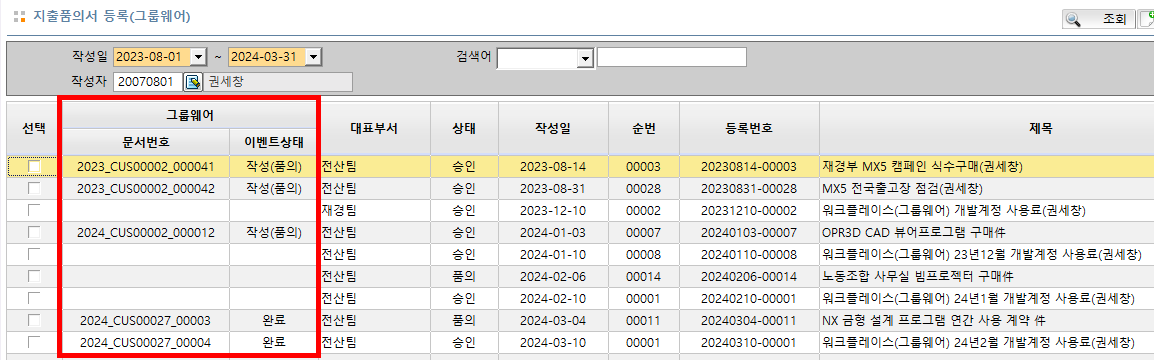 지출품의서 등록(그룹웨어)
조회
작성일 2023-08-01 ~ 2024-03-31 검색어
작성자 20070801 권세창
선택 그룹웨어 대표부서 상태 작성일 순번 등록번호 제목
문서번호 이벤트상태
2023_CUS00002_000041 작성(품의) 전산팀 승인 2023-08-14 00003 20230814-00003 재경부 MX5 캠페인 식수구매(권세창)
2023_CUS00002_000042 작성(품의) 전산팀 승인 2023-08-31 00028 20230831-00028 MX5 전국출고장 점검(권세창)
재경팀 승인 2023-12-10 00002 20231210-00002 워크플레이스(그룹웨어) 개발계정 사용료(권세창)
2024_CUS00002_000012 작성(품의) 전산팀 승인 2024-01-03 00007 20240103-00007 OPR3D CAD 뷰어프로그램 구매件
전산팀 승인 2024-01-10 00008 20240110-00008 워크플레이스(그룹웨어) 23년12월 개발계정 사용료(권세창)
전산팀 품의 2024-02-06 00014 20240206-00014 노동조합 사무실 빔프로젝터 구매件
전산팀 승인 2024-02-10 00001 20240210-00001 워크플레이스(그룹웨어) 24년1월 개발계정 사용료(권세창)
2024_CUS00027_00003 완료 전산팀 품의 2024-03-04 00011 20240304-00011 NX 금형 설계 프로그램 연간 사용 계약 件
2024_CUS00027_00004 완료 전산팀 승인 2024-03-10 00001 20240310-00001 워크플레이스(그룹웨어) 24년2월 개발계정 사용료(권세창)